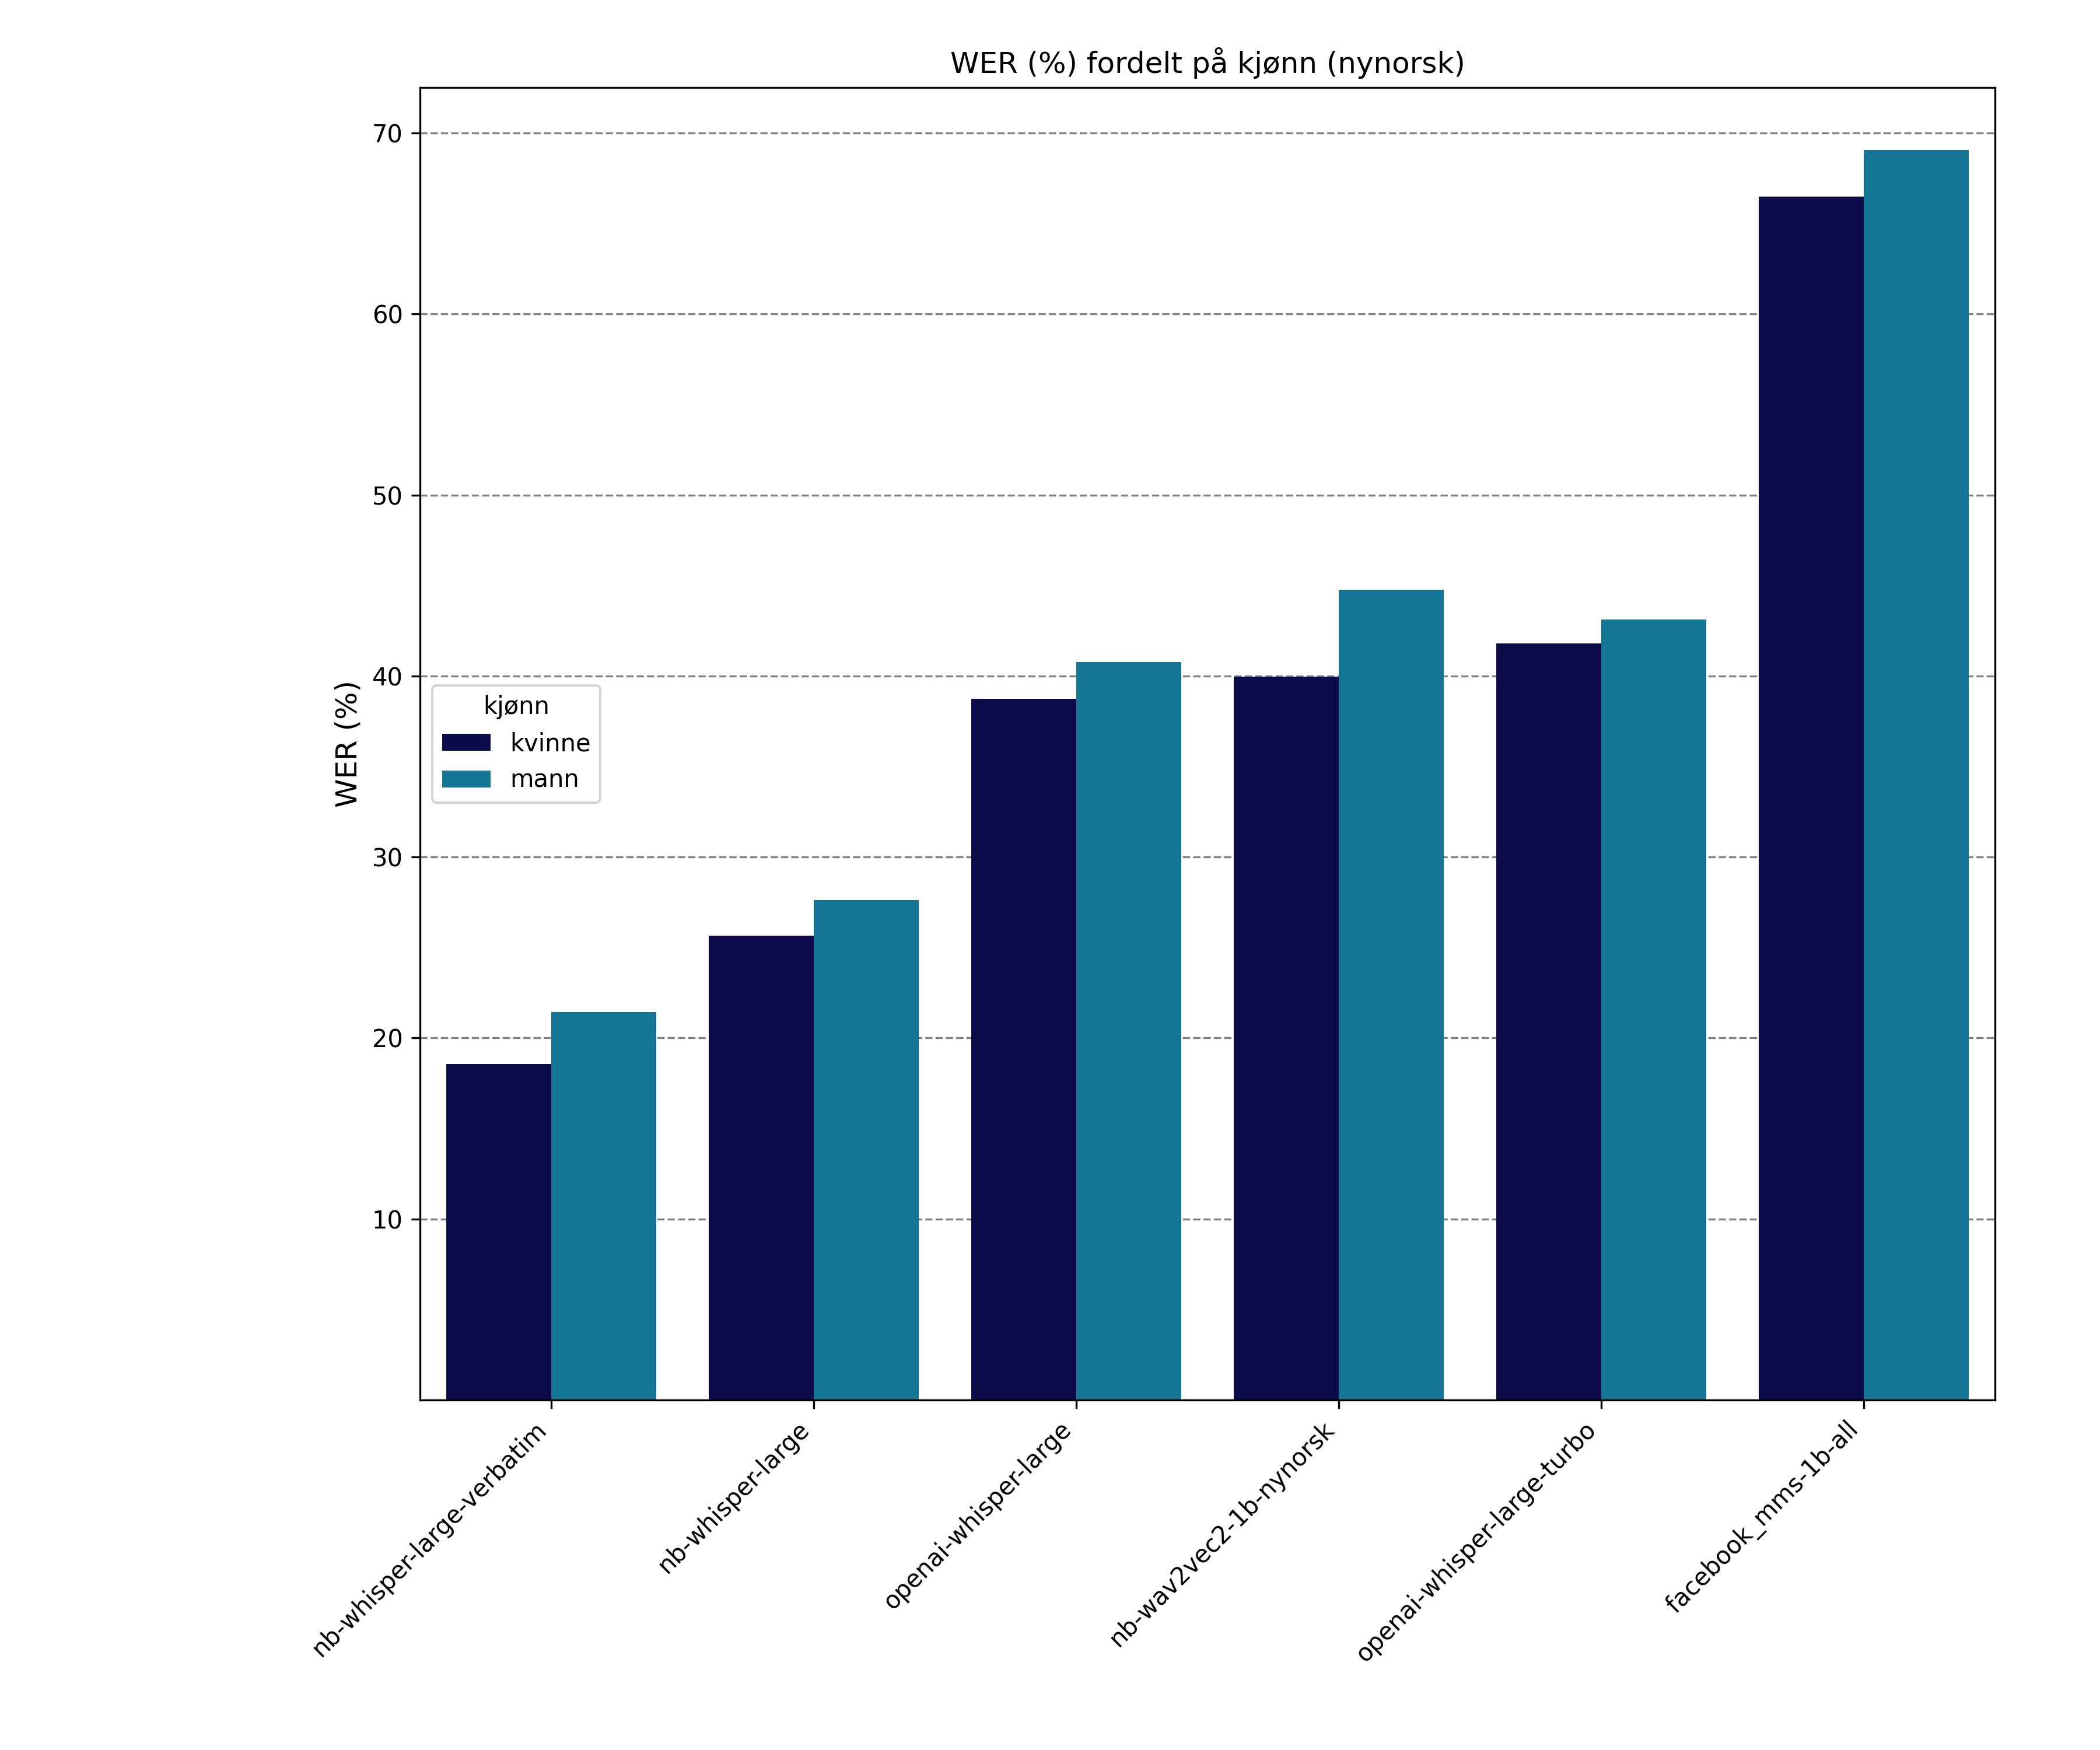 WER (%) fordelt på kjønn (nynorsk)
WER (%)
70
60
50
40
30
20
10
kjønn
kvinne
mann
nb-whisper-large-verbatim
nb-whisper-large
openai-whisper-large
nb-wav2vec2-1b-nynorsk
openai-whisper-large-turbo
facebook_mms-1b-all